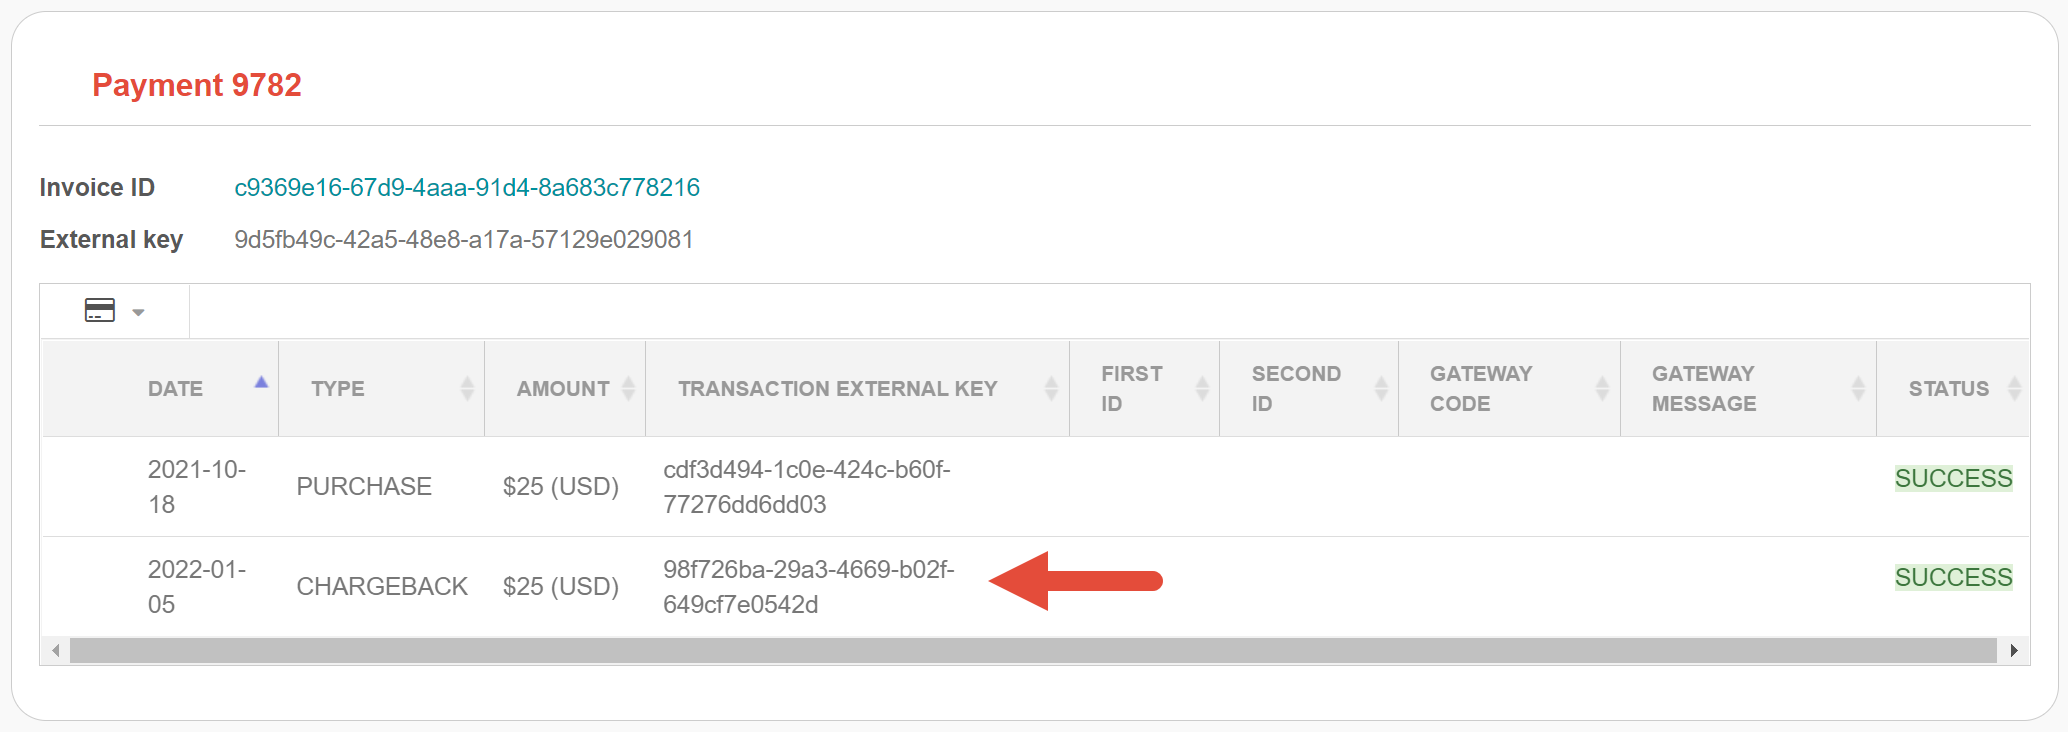 Payment 9782
Invoice ID c9369e16-67d9-4aaa-91d4-8a683c778216
External key 9d5fb49c-42a5-48e8-a17a-57129e029081
DATE TYPE AMOUNT TRANSACTION EXTERNAL KEY FIRST ID SECOND ID GATEWAY CODE GATEWAY MESSAGE STATUS
2021-10-18 PURCHASE $25 (USD) cdf3d494-1c0e-424c-b60f-77276dd6dd03 SUCCESS
2022-01-05 CHARGEBACK $25 (USD) 98f726ba-29a3-4669-b02f-649cf7e0542d SUCCESS